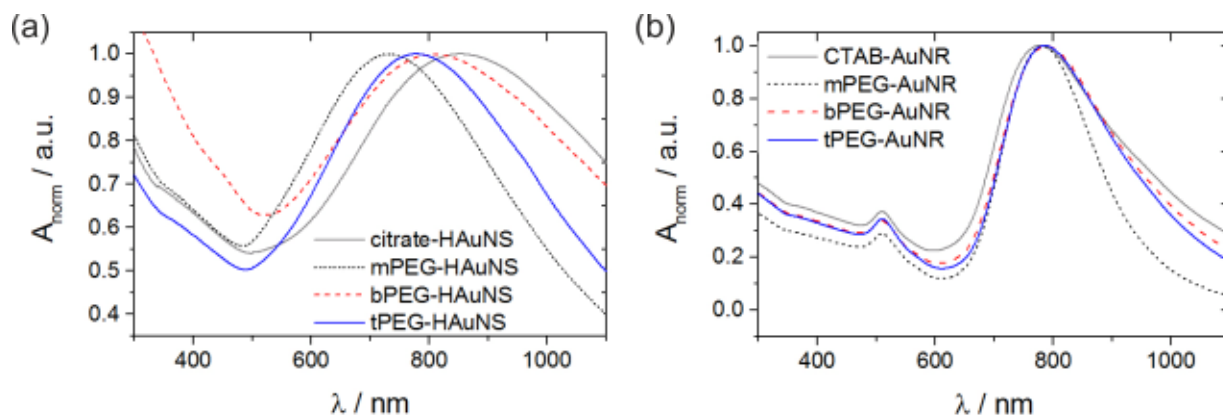 (a)
A_norm / a.u.
1.0
0.9
0.8
0.7
0.6
0.5
0.4
citrate-HAuNS
mPEG-HAuNS
bPEG-HAuNS
tPEG-HAuNS
400 600 800 1000
λ / nm
(b)
A_norm / a.u.
1.0
0.8
0.6
0.4
0.2
0.0
CTAB-AuNR
mPEG-AuNR
bPEG-AuNR
tPEG-AuNR
400 600 800 1000
λ / nm